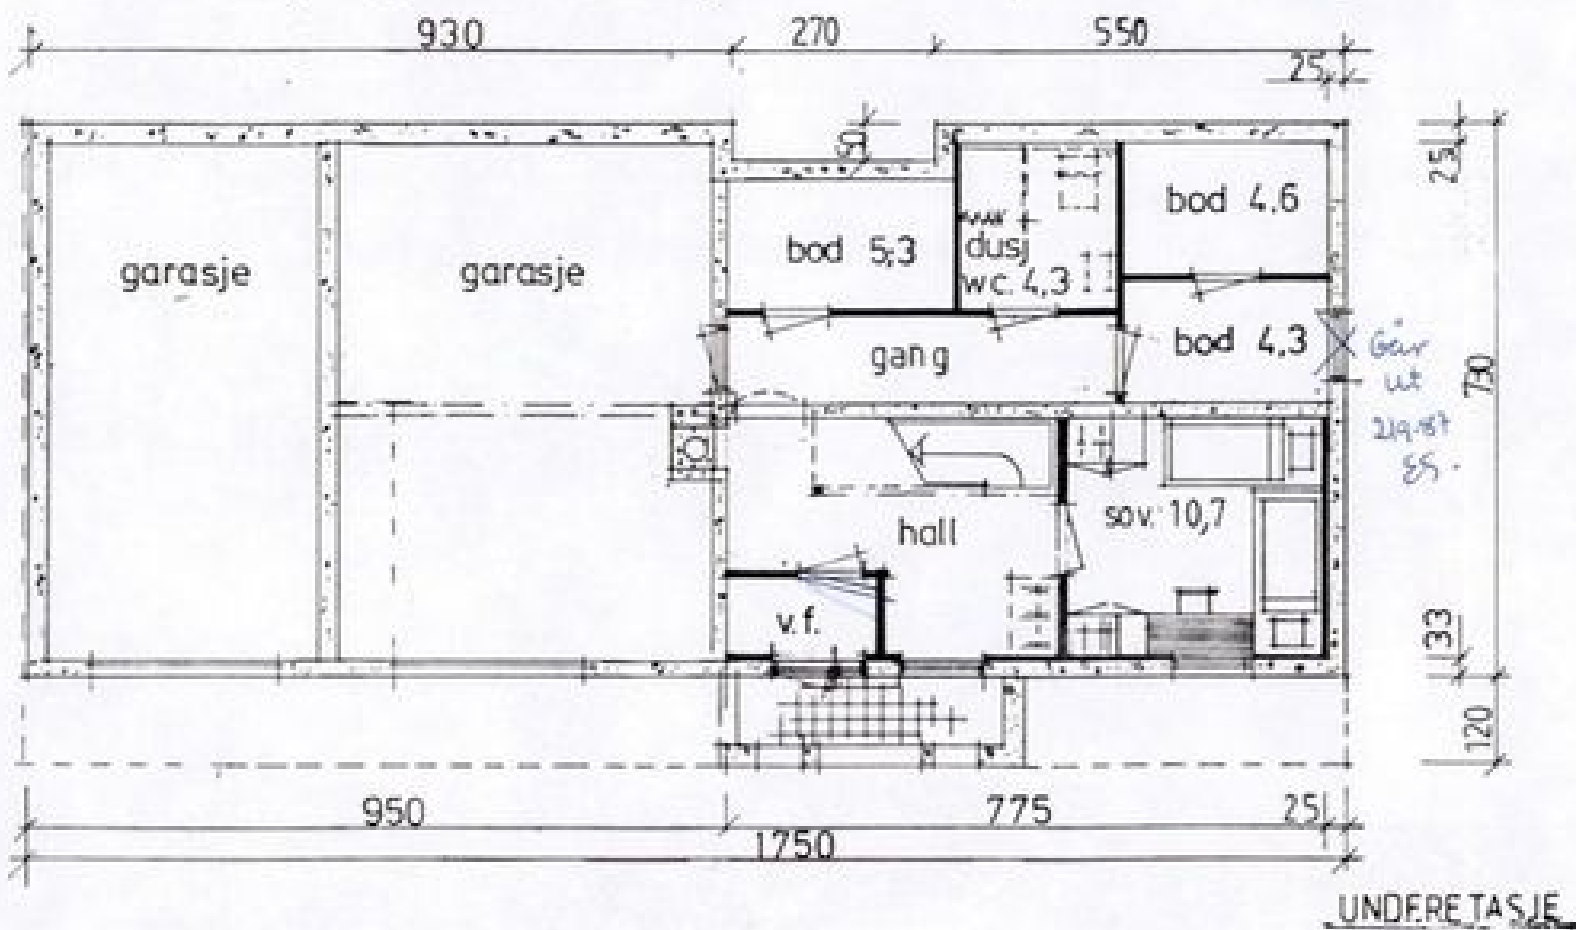 930 270 550
25
50
25
garasje
garasje
bod 5,3
dusj
wc. 4,3
bod 4.6
gang
bod 4,3
Går
ut
730
hall
sov. 10,7
v.f.
33
120
950 775 25
1750
UNDERETASJE